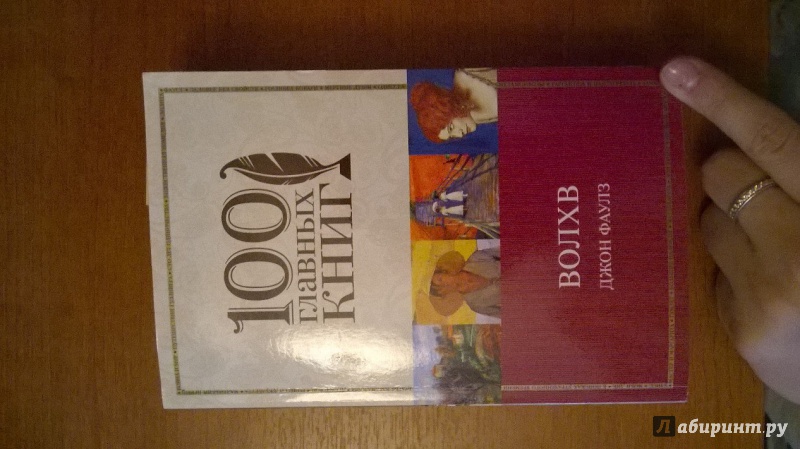 100
ГЛАВНЫХ
КНИГ
ВОЛХВ
ДЖОН ФАУЛЗ
Лабиринт.ру